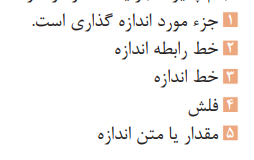 ۱ جزء مورد اندازه گذاری است.
۲ خط رابطه اندازه
۳ خط اندازه
۴ فلش
۵ مقدار یا متن اندازه